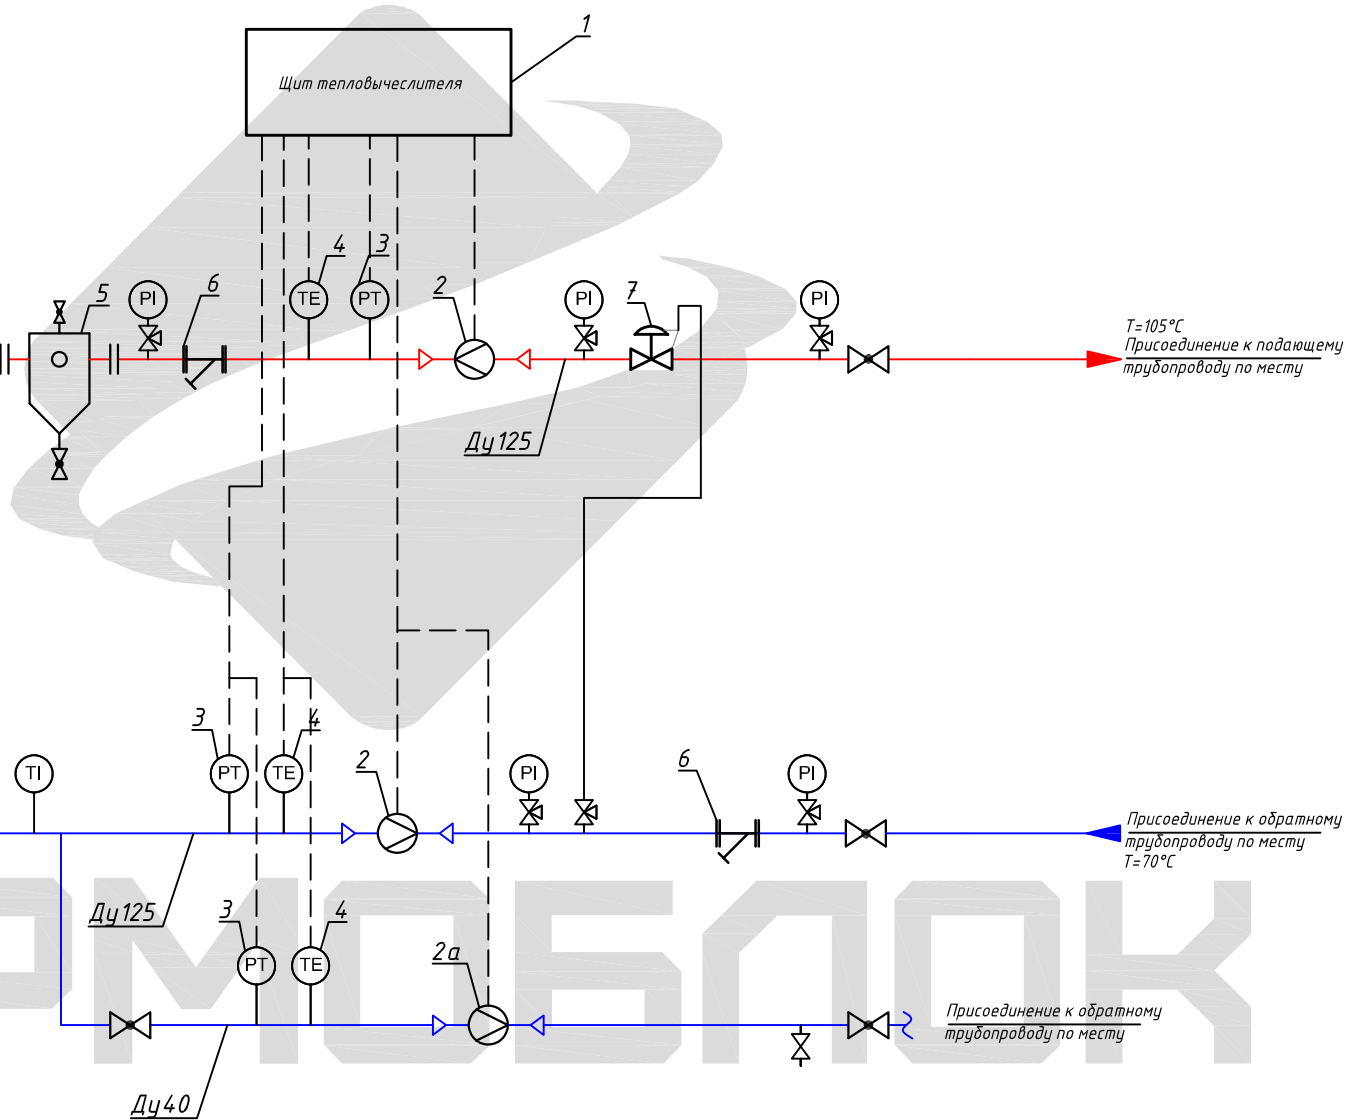 1
Щит тепловычеслителя
4
3
6
2
7
5
PI
TE
PT
PI
PI
T=105°C
Присоединение к подающему
трубопроводу по месту
Ду125
3
4
2
6
TI
PT
TE
PI
PI
Присоединение к обратному
трубопроводу по месту
T=70°C
Ду125
3
4
2а
PT
TE
Присоединение к обратному
трубопроводу по месту
Ду40
РМОБЛОК